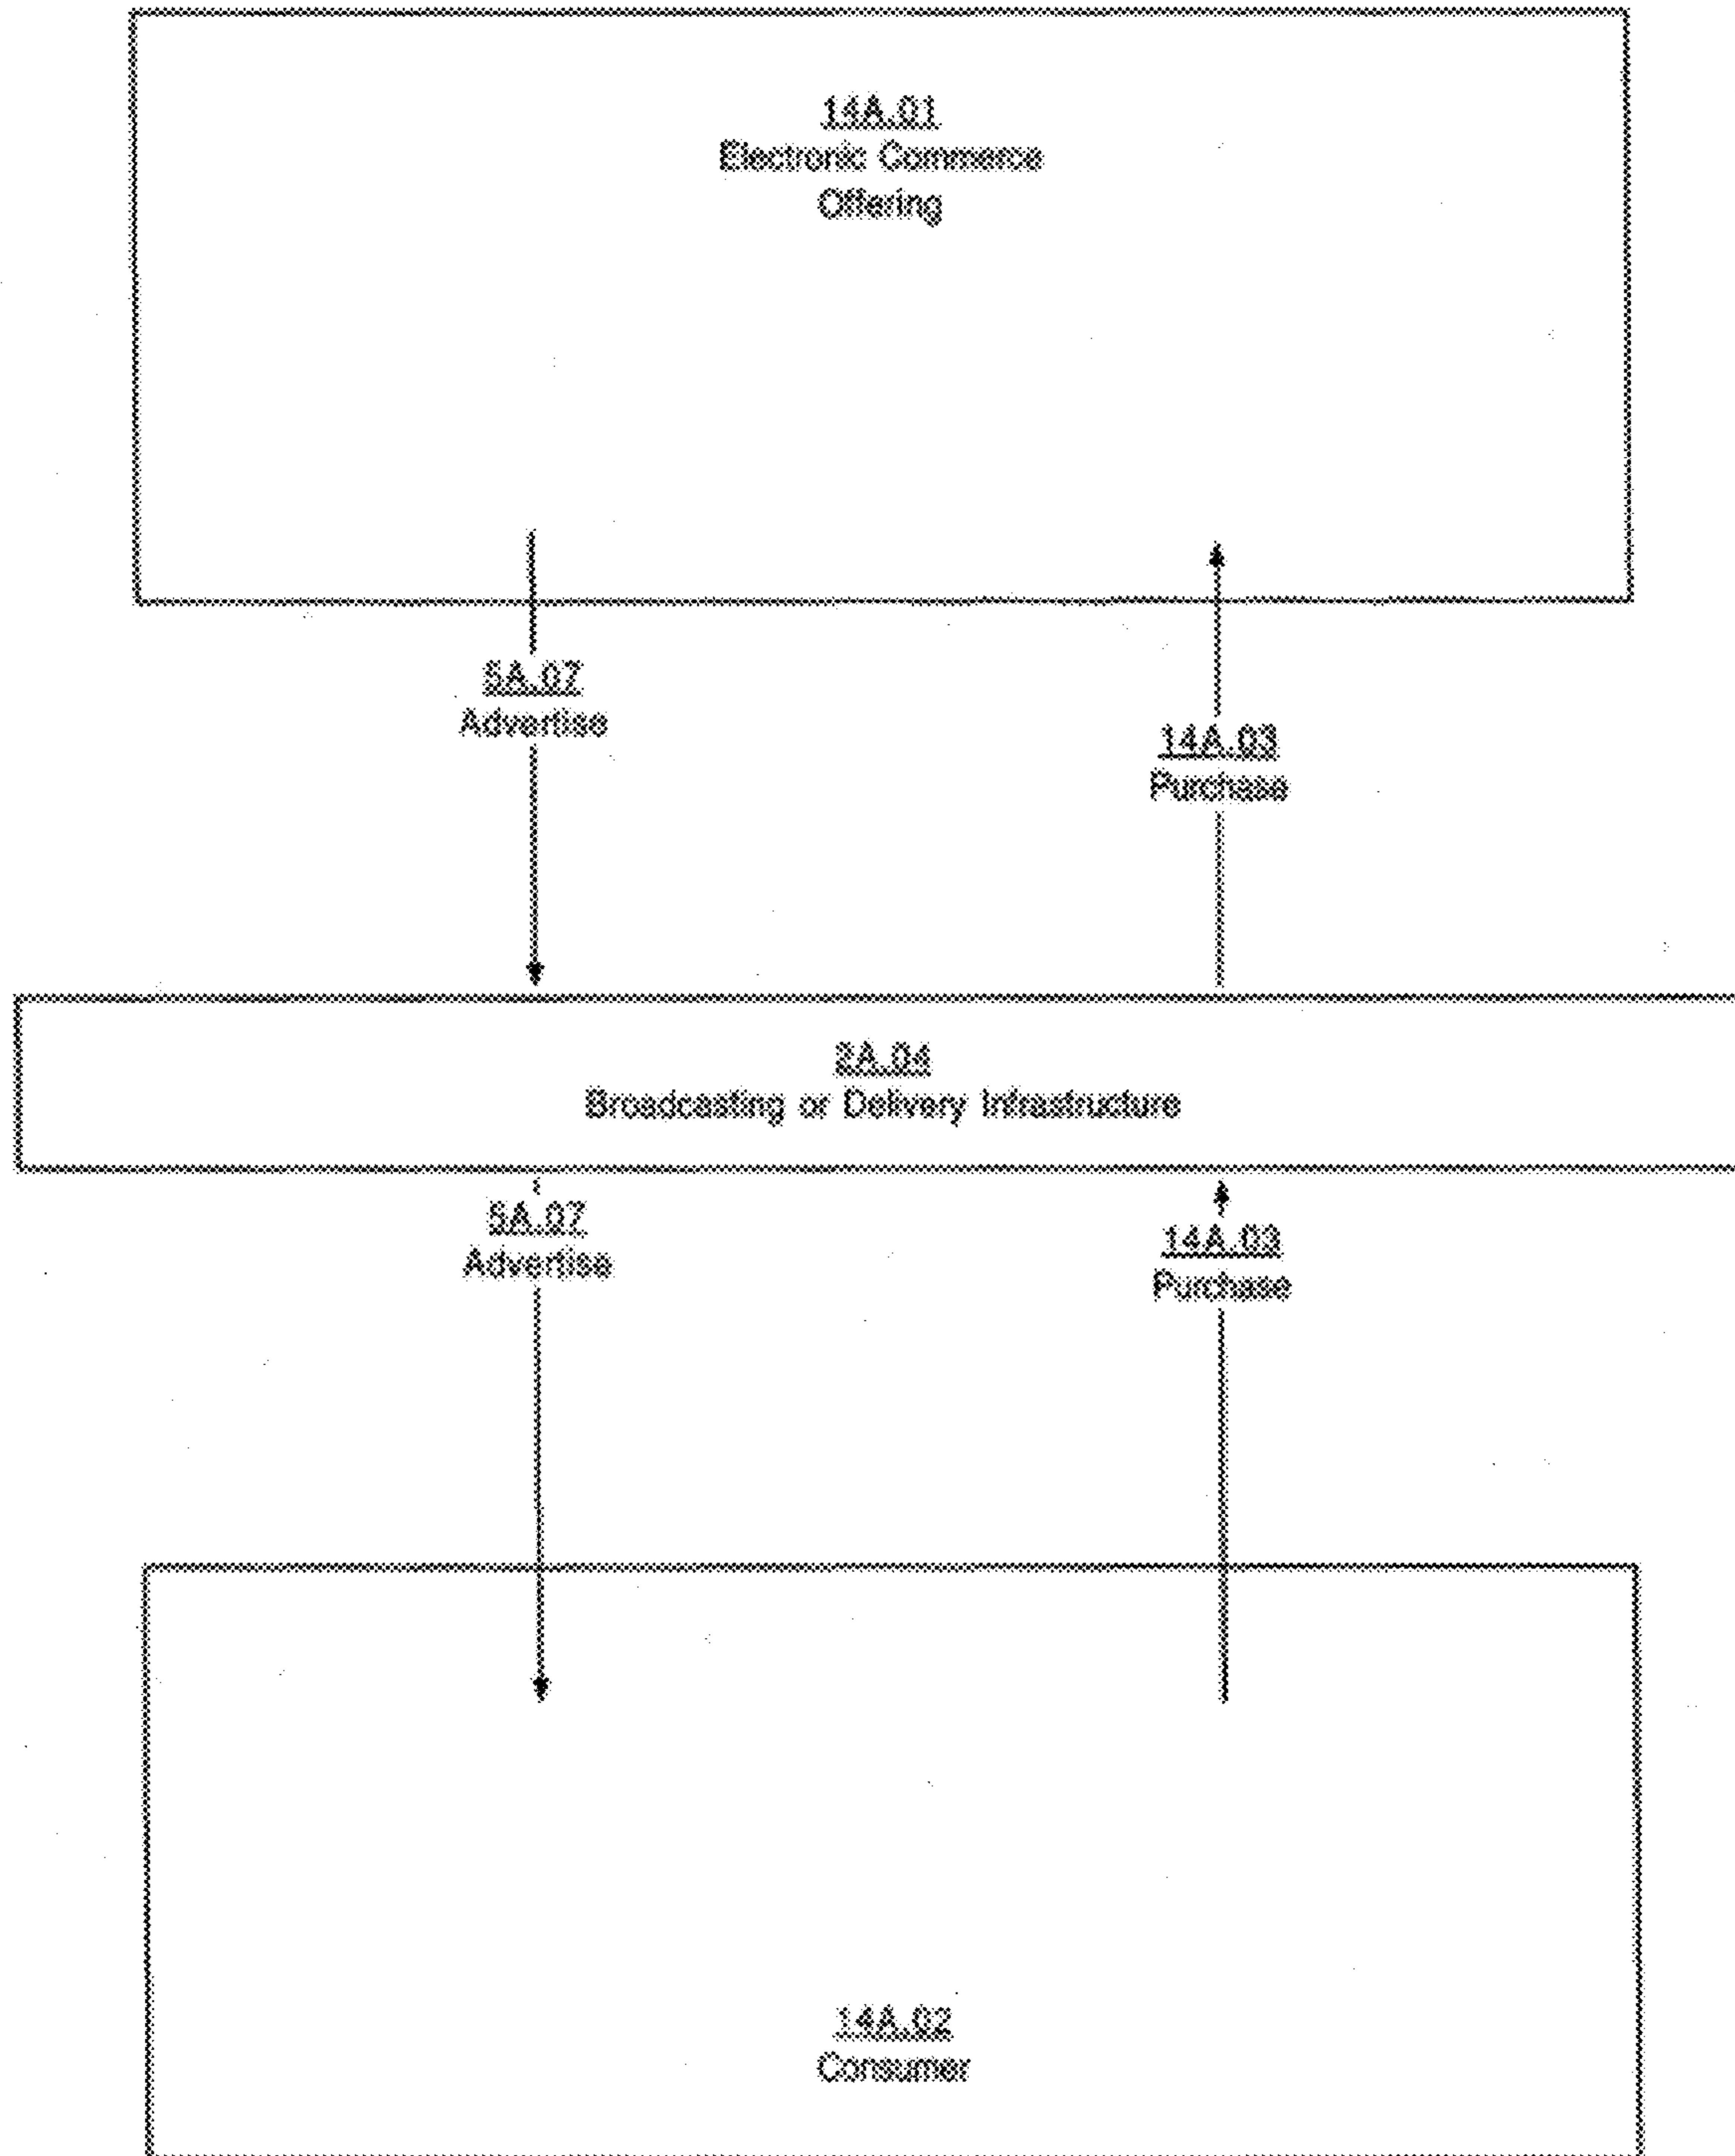 14A.01
Electronic Commerce
Offering
5A.07
Advertise
14A.03
Purchase
2A.04
Broadcasting or Delivery Infrastructure
5A.07
Advertise
14A.03
Purchase
14A.02
Consumer